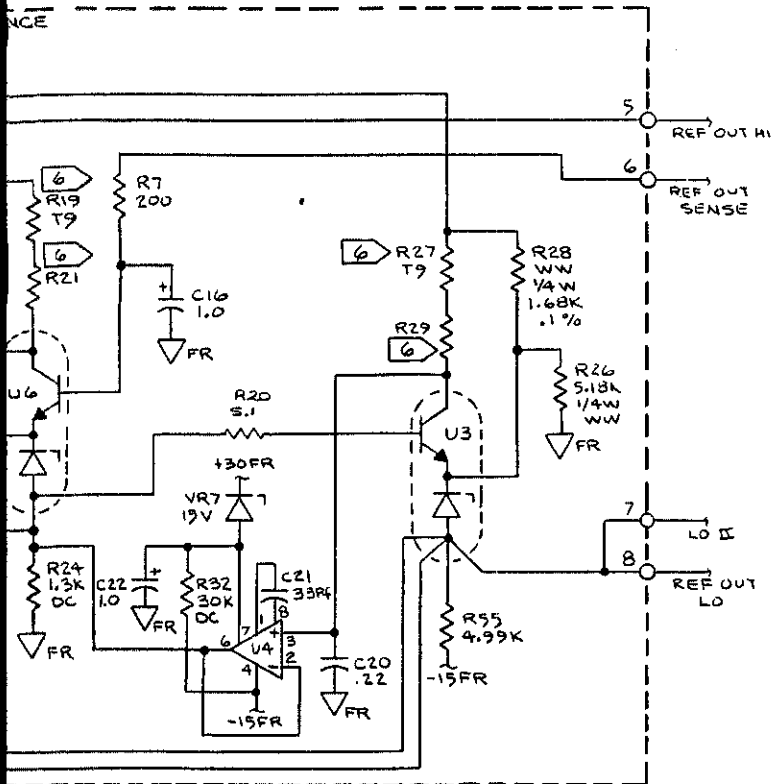 NCE
5
REF OUT HI
6
REF OUT
SENSE
6
R19
T9
6
R21
R7
200
+
C16
1.0
FR
6
R27
T9
R29
6
R28
WW
1/4 W
1.68K
.1%
R26
5.18K
1/4W
WW
FR
U6
R20
5.1
U3
+30FR
VR7
15V
7
LO II
8
REF OUT
LO
R24
1.3K
DC
FR
C22
1.0
+
FR
R32
30K
DC
C21
33Pf
1
8
7
6
U4
+
3
-
2
4
-15FR
C20
.22
FR
R55
4.99K
-15FR